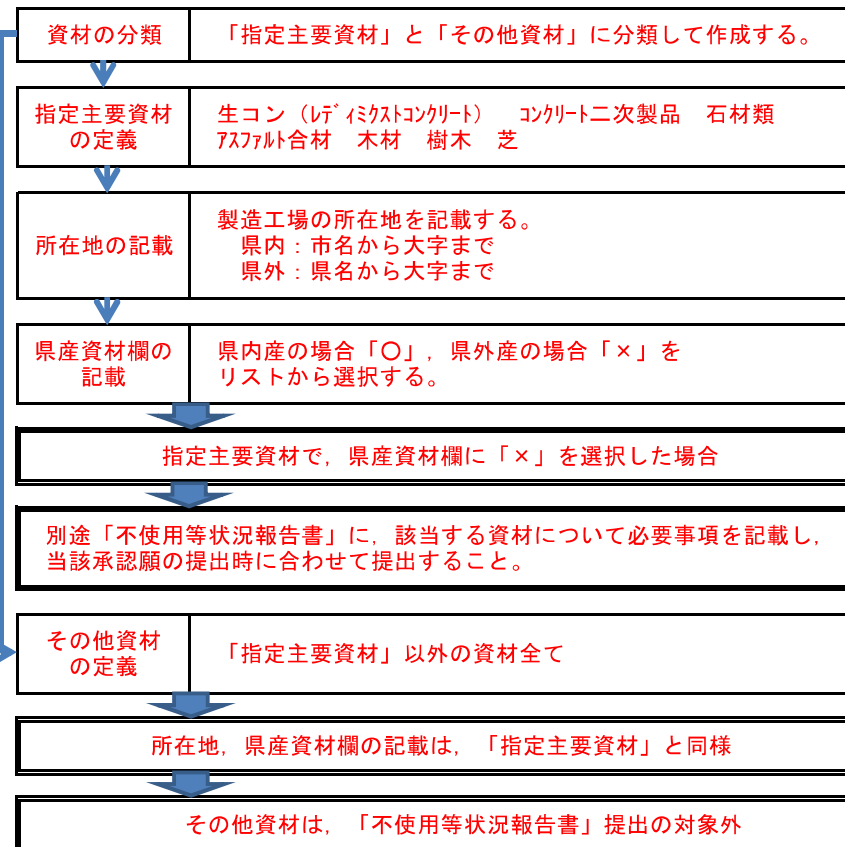 資材の分類
「指定主要資材」と「その他資材」に分類して作成する。
指定主要資材
の定義
生コン（ﾚﾃﾞｨﾐｸｽﾄｺﾝｸﾘｰﾄ）　ｺﾝｸﾘｰﾄ二次製品　石材類
ｱｽﾌｧﾙﾄ合材　木材　樹木　芝
所在地の記載
製造工場の所在地を記載する。
県内：市名から大字まで
県外：県名から大字まで
県産資材欄の
記載
県内産の場合「〇」，県外産の場合「×」を
リストから選択する。
指定主要資材で，県産資材欄に「×」を選択した場合
別途「不使用等状況報告書」に，該当する資材について必要事項を記載し，
当該承認願の提出時に合わせて提出すること。
その他資材
の定義
「指定主要資材」以外の資材全て
所在地，県産資材欄の記載は，「指定主要資材」と同様
その他資材は，「不使用等状況報告書」提出の対象外